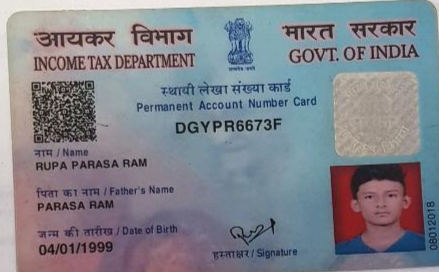 आयकर विभाग
INCOME TAX DEPARTMENT
भारत सरकार
GOVT. OF INDIA
स्थायी लेखा संख्या कार्ड
Permanent Account Number Card
DGYPR6673F
नाम / Name
RUPA PARASA RAM
पिता का नाम / Father's Name
PARASA RAM
जन्म की तारीख / Date of Birth
04/01/1999
हस्ताक्षर / Signature
08012018